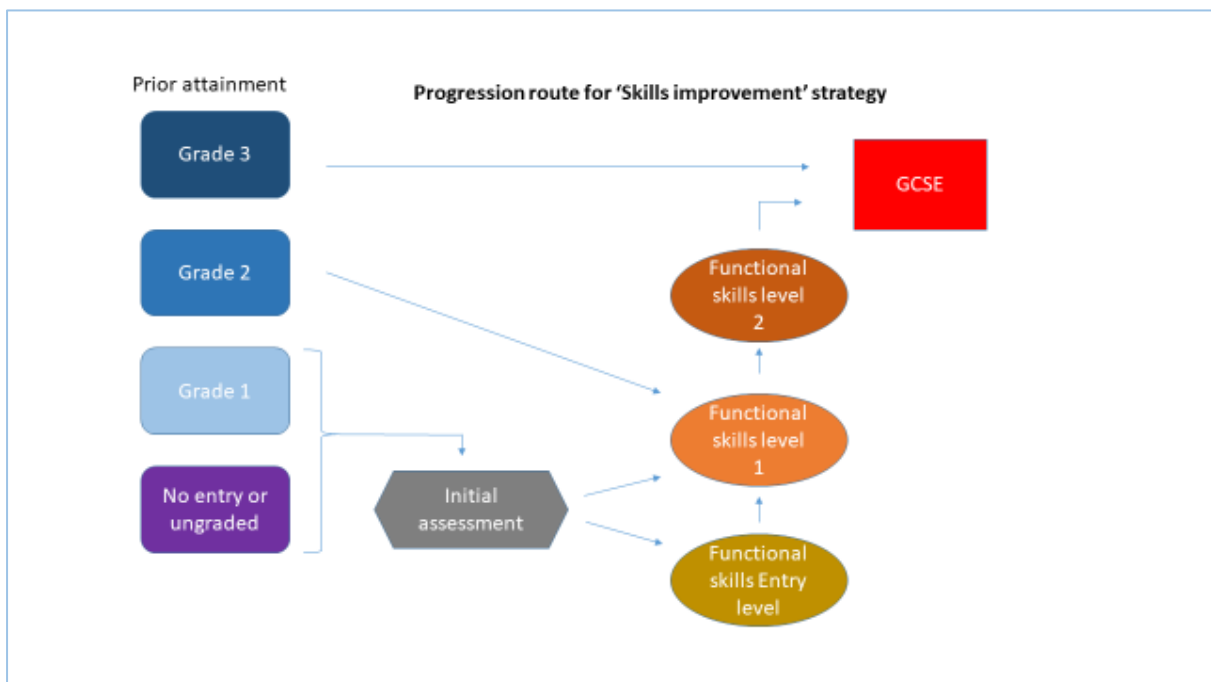 Prior attainment
Progression route for ‘Skills improvement’ strategy
Grade 3
GCSE
Grade 2
Functional
skills level
2
Grade 1
Functional
skills level
1
No entry or
ungraded
Initial
assessment
Functional
skills Entry
level